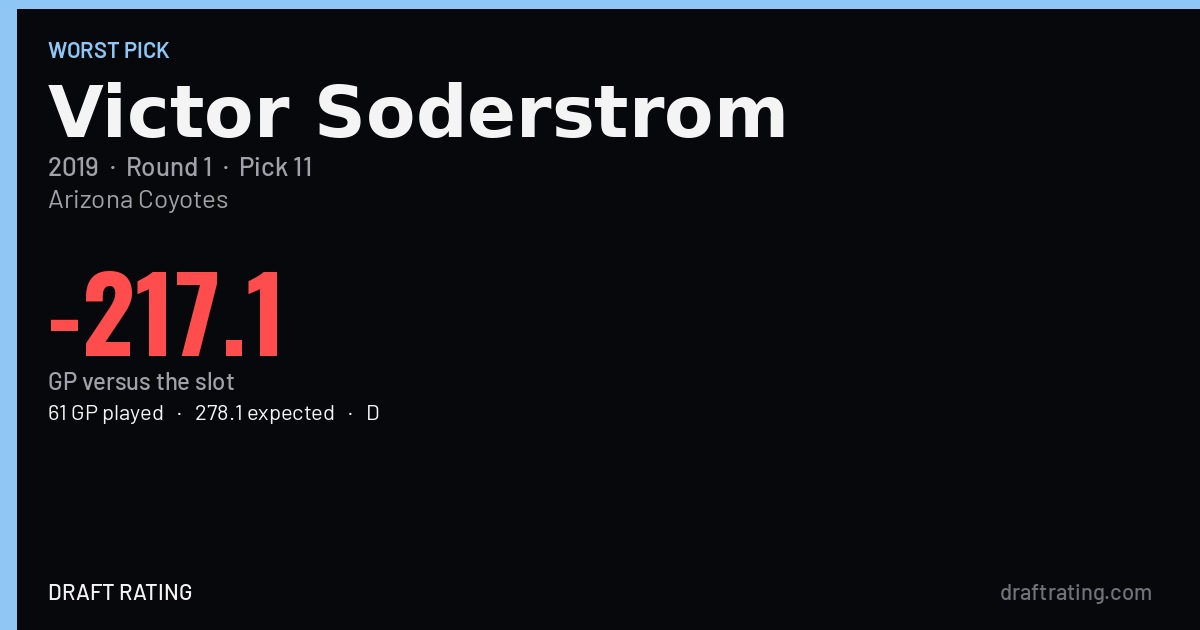 WORST PICK
Victor Soderstrom
2019 · Round 1 · Pick 11
Arizona Coyotes
-217.1
GP versus the slot
61 GP played · 278.1 expected · D
DRAFT RATING
draftrating.com